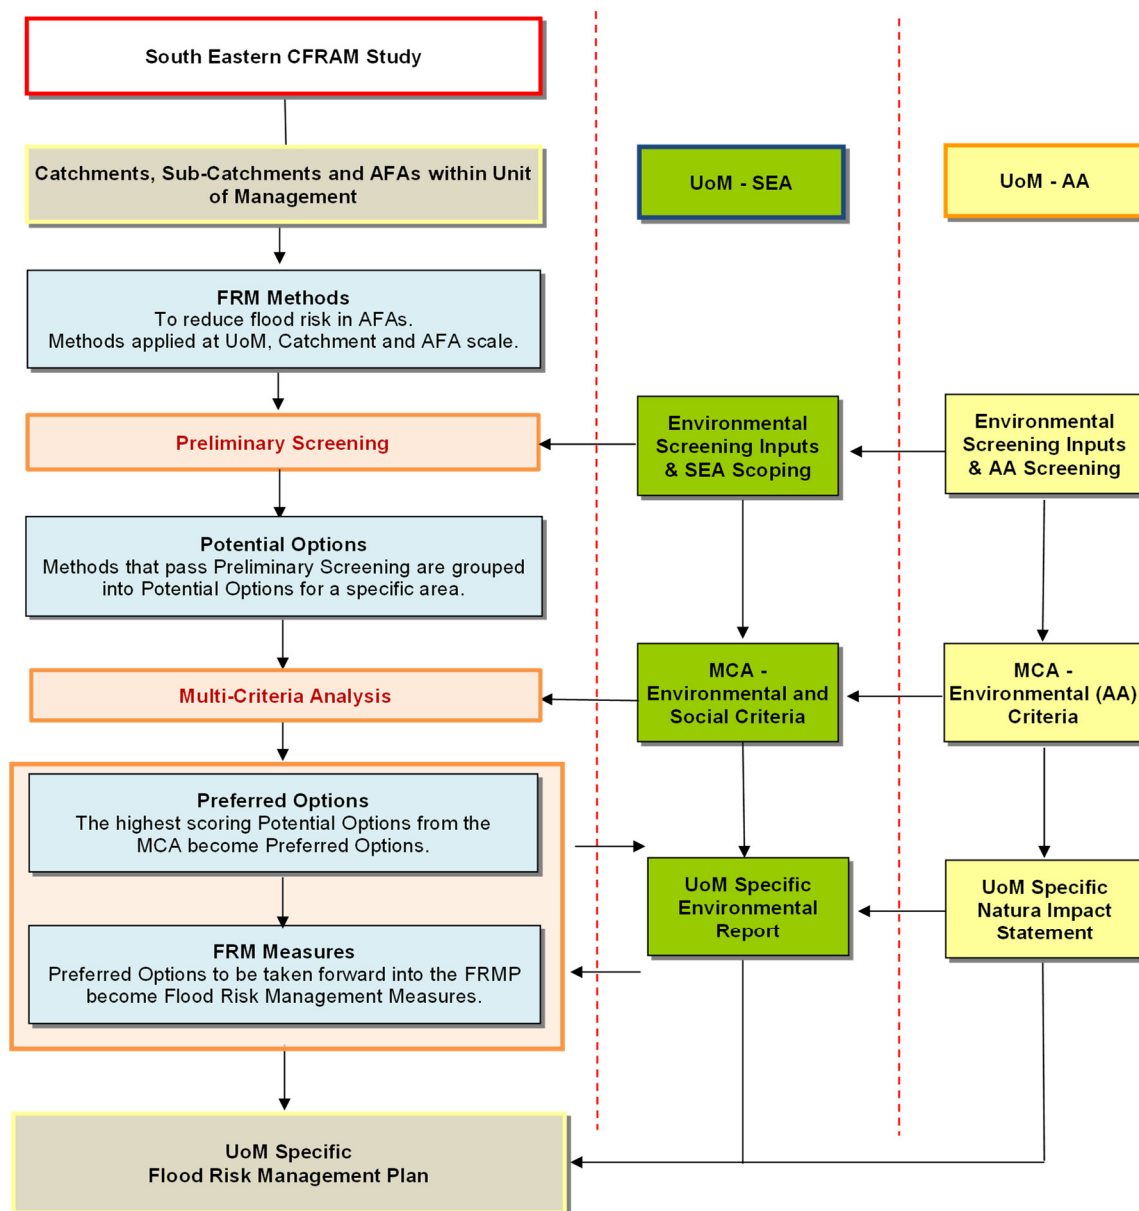 South Eastern CFRAM Study
Catchments, Sub-Catchments and AFAs within Unit
of Management
UoM - SEA
UoM - AA
FRM Methods
To reduce flood risk in AFAs.
Methods applied at UoM, Catchment and AFA scale.
Preliminary Screening
Environmental
Screening Inputs
& SEA Scoping
Environmental
Screening Inputs
& AA Screening
Potential Options
Methods that pass Preliminary Screening are grouped
into Potential Options for a specific area.
Multi-Criteria Analysis
MCA -
Environmental and
Social Criteria
MCA -
Environmental (AA)
Criteria
Preferred Options
The highest scoring Potential Options from the
MCA become Preferred Options.
UoM Specific
Environmental
Report
UoM Specific
Natura Impact
Statement
FRM Measures
Preferred Options to be taken forward into the FRMP
become Flood Risk Management Measures.
UoM Specific
Flood Risk Management Plan